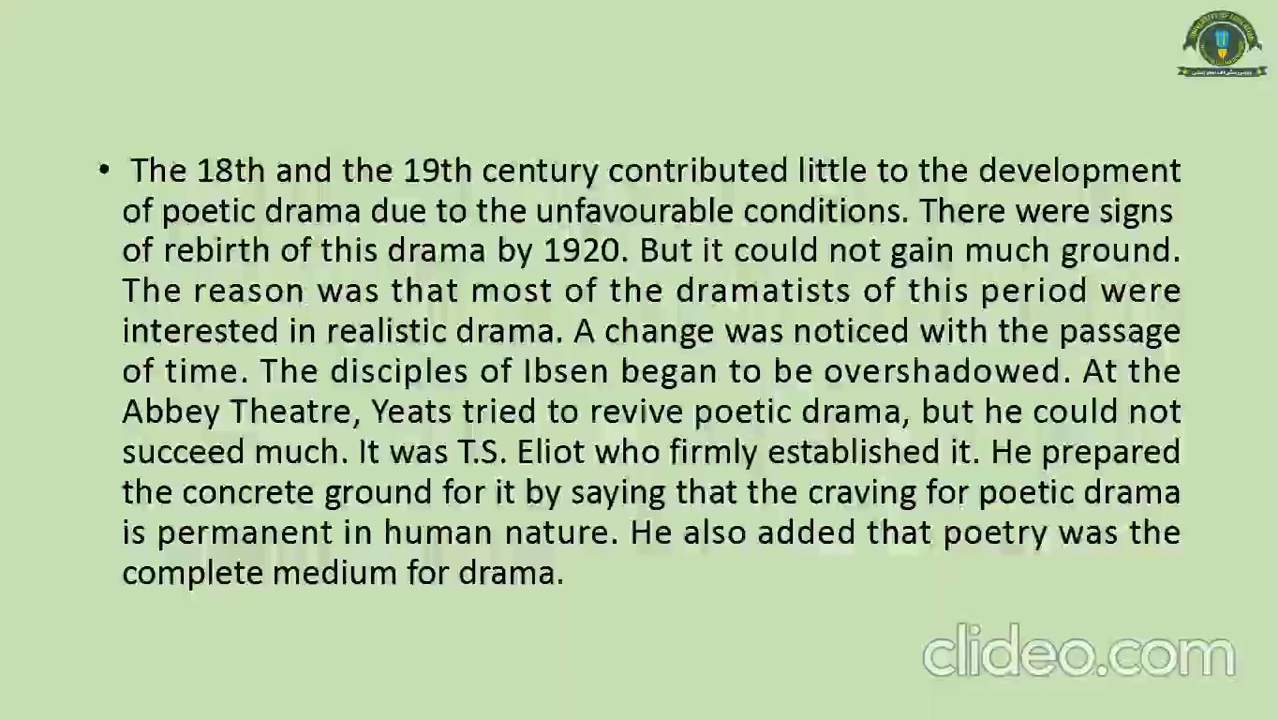 • The 18th and the 19th century contributed little to the development
of poetic drama due to the unfavourable conditions. There were signs
of rebirth of this drama by 1920. But it could not gain much ground.
The reason was that most of the dramatists of this period were
interested in realistic drama. A change was noticed with the passage
of time. The disciples of Ibsen began to be overshadowed. At the
Abbey Theatre, Yeats tried to revive poetic drama, but he could not
succeed much. It was T.S. Eliot who firmly established it. He prepared
the concrete ground for it by saying that the craving for poetic drama
is permanent in human nature. He also added that poetry was the
complete medium for drama.
clideo.com